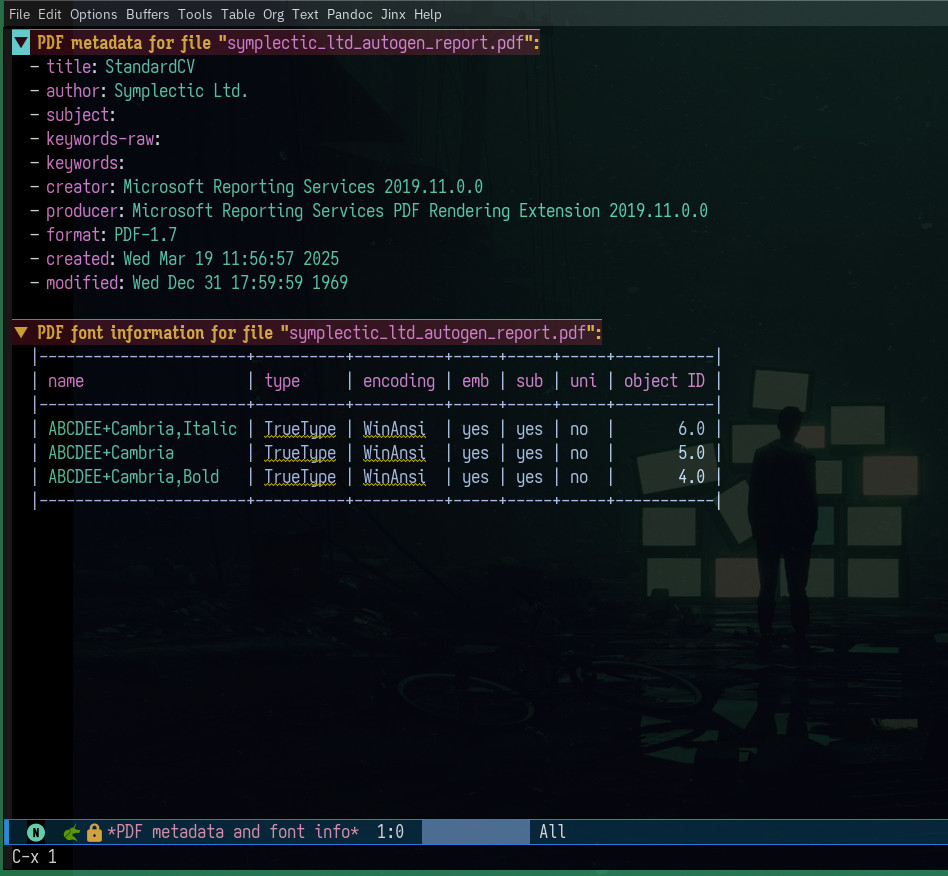 File Edit Options Buffers Tools Table Org Text Pandoc Jinx Help
▼ PDF metadata for file "symplectic_ltd_autogen_report.pdf":
- title: StandardCV
- author: Symplectic Ltd.
- subject:
- keywords-raw:
- keywords:
- creator: Microsoft Reporting Services 2019.11.0.0
- producer: Microsoft Reporting Services PDF Rendering Extension 2019.11.0.0
- format: PDF-1.7
- created: Wed Mar 19 11:56:57 2025
- modified: Wed Dec 31 17:59:59 1969
▼ PDF font information for file "symplectic_ltd_autogen_report.pdf":
|-----------------------+----------+----------+-----+-----+-----+-----------|
| name | type | encoding | emb | sub | uni | object ID |
|-----------------------+----------+----------+-----+-----+-----+-----------|
| ABCDEE+Cambria,Italic | TrueType | WinAnsi | yes | yes | no | 6.0 |
| ABCDEE+Cambria | TrueType | WinAnsi | yes | yes | no | 5.0 |
| ABCDEE+Cambria,Bold | TrueType | WinAnsi | yes | yes | no | 4.0 |
|-----------------------+----------+----------+-----+-----+-----+-----------|
N *PDF metadata and font info* 1:0 All
C-x 1